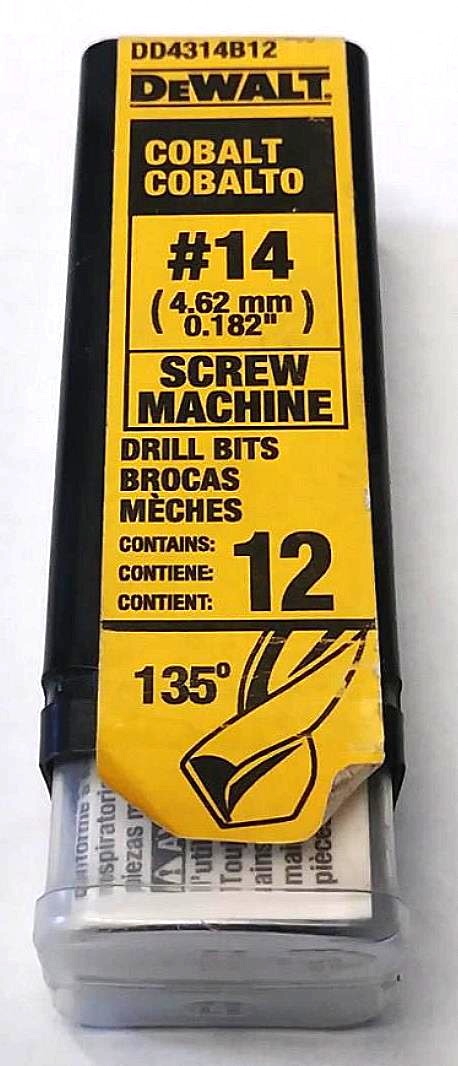 DD4314B12
DEWALT
COBALT
COBALTO
#14
(4.62 mm
0.182")
SCREW
MACHINE
DRILL BITS
BROCAS
MÈCHES
CONTAINS:
CONTIENE:
CONTIENT:
12
135º